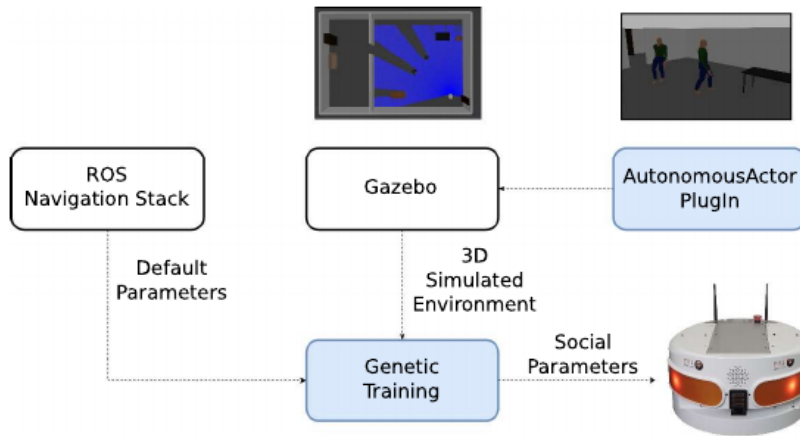 ROS
Navigation Stack
Gazebo
AutonomousActor
PlugIn
Default
Parameters
3D
Simulated
Environment
Genetic
Training
Social
Parameters